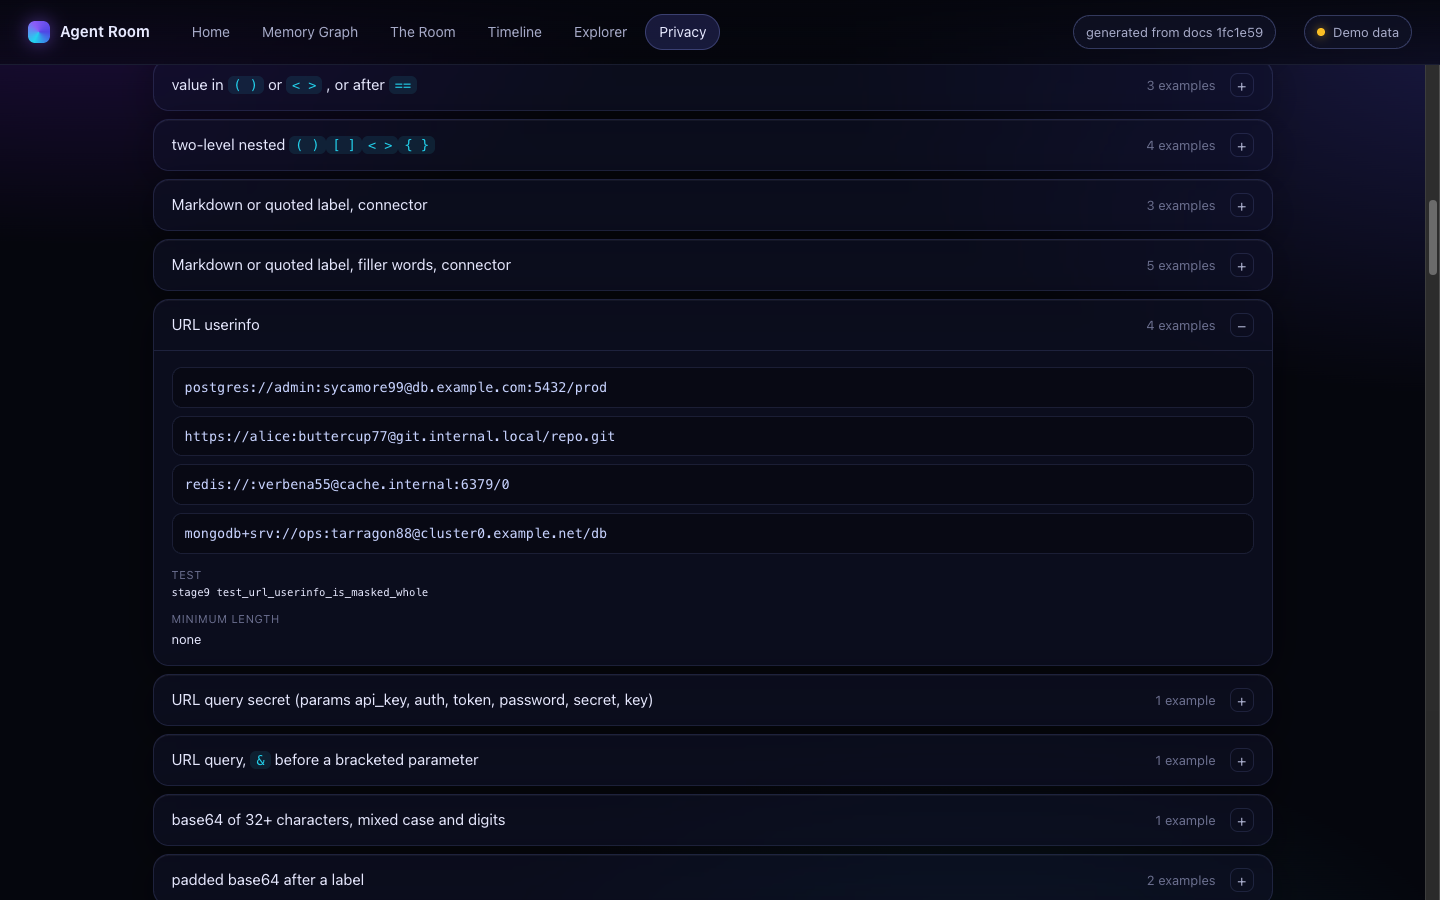 Agent Room
Home
Memory Graph
The Room
Timeline
Explorer
Privacy
generated from docs 1fc1e59
Demo data
value in ( ) or < > , or after ==
3 examples
+
two-level nested ( ) [ ] < > { }
4 examples
+
Markdown or quoted label, connector
3 examples
+
Markdown or quoted label, filler words, connector
5 examples
+
URL userinfo
4 examples
−
postgres://admin:sycamore99@db.example.com:5432/prod
https://alice:buttercup77@git.internal.local/repo.git
redis://:verbena55@cache.internal:6379/0
mongodb+srv://ops:tarragon88@cluster0.example.net/db
TEST
stage9 test_url_userinfo_is_masked_whole
MINIMUM LENGTH
none
URL query secret (params api_key, auth, token, password, secret, key)
1 example
+
URL query, & before a bracketed parameter
1 example
+
base64 of 32+ characters, mixed case and digits
1 example
+
padded base64 after a label
2 examples
+